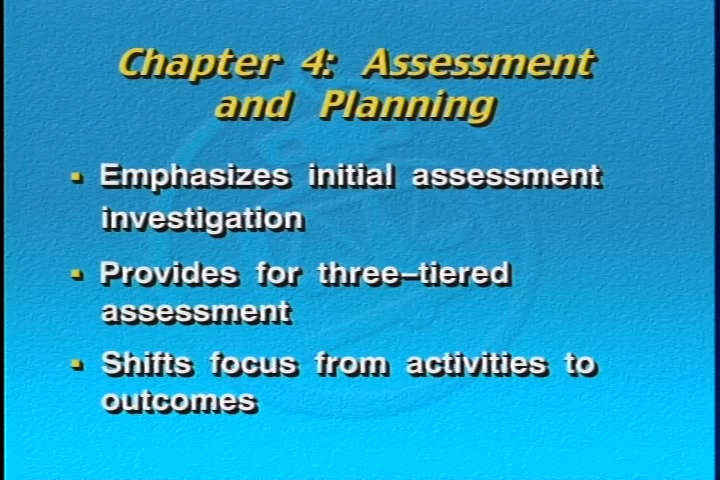 Chapter 4: Assessment
and Planning
▪ Emphasizes initial assessment
investigation
▪ Provides for three–tiered
assessment
▪ Shifts focus from activities to
outcomes